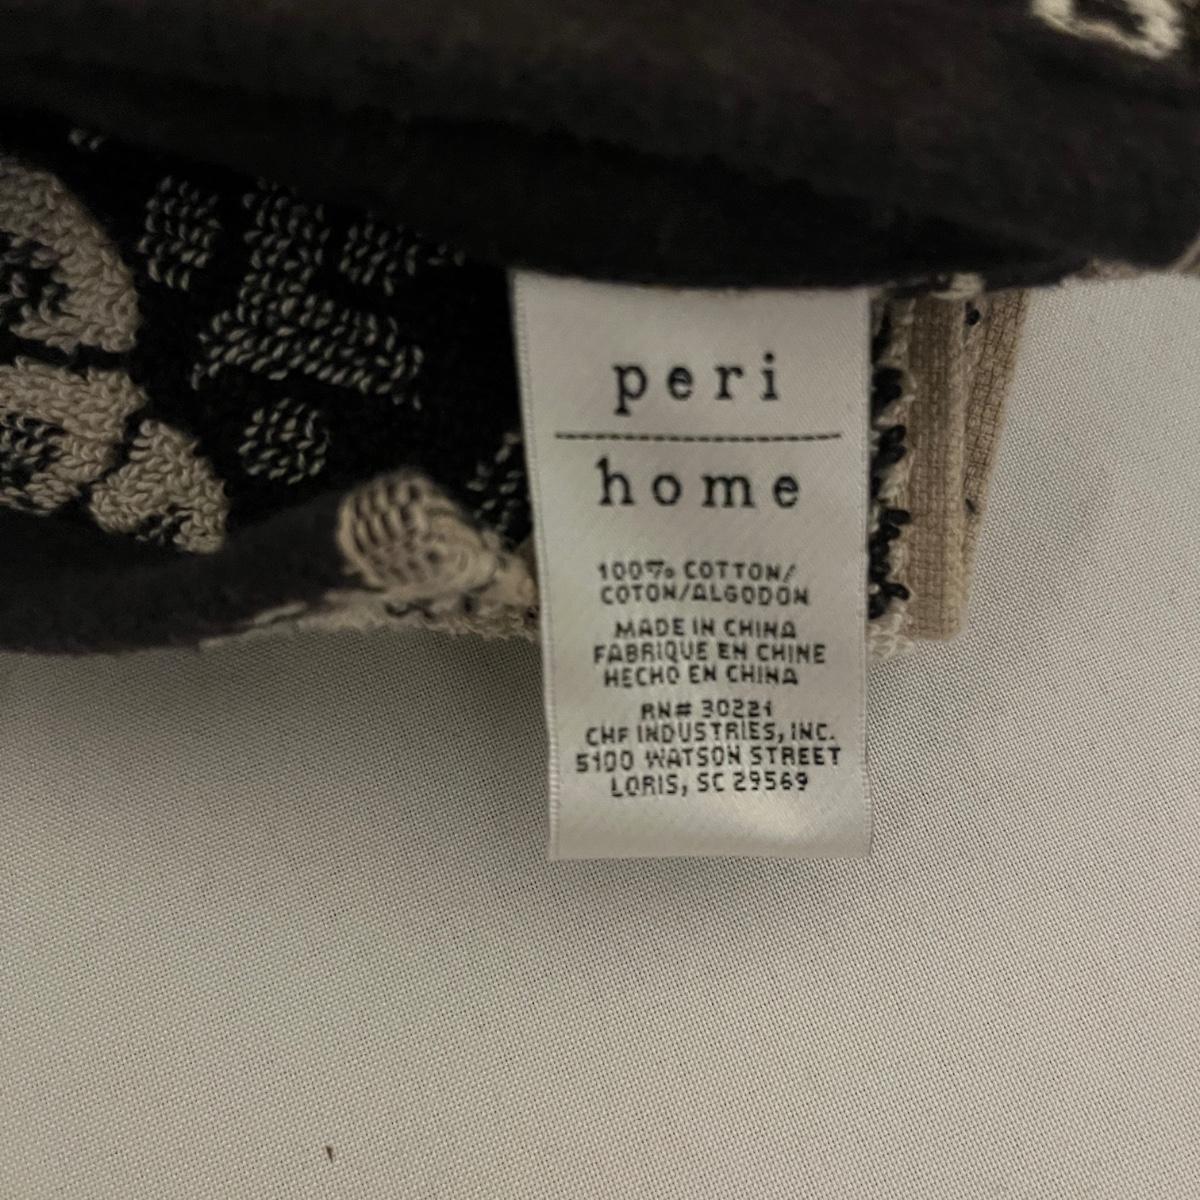 peri
home
100% COTTON/
COTON/ALGODON
MADE IN CHINA
FABRIQUE EN CHINE
HECHO EN CHINA
RN# 30221
CHF INDUSTRIES, INC.
5100 WATSON STREET
LORIS, SC 29569